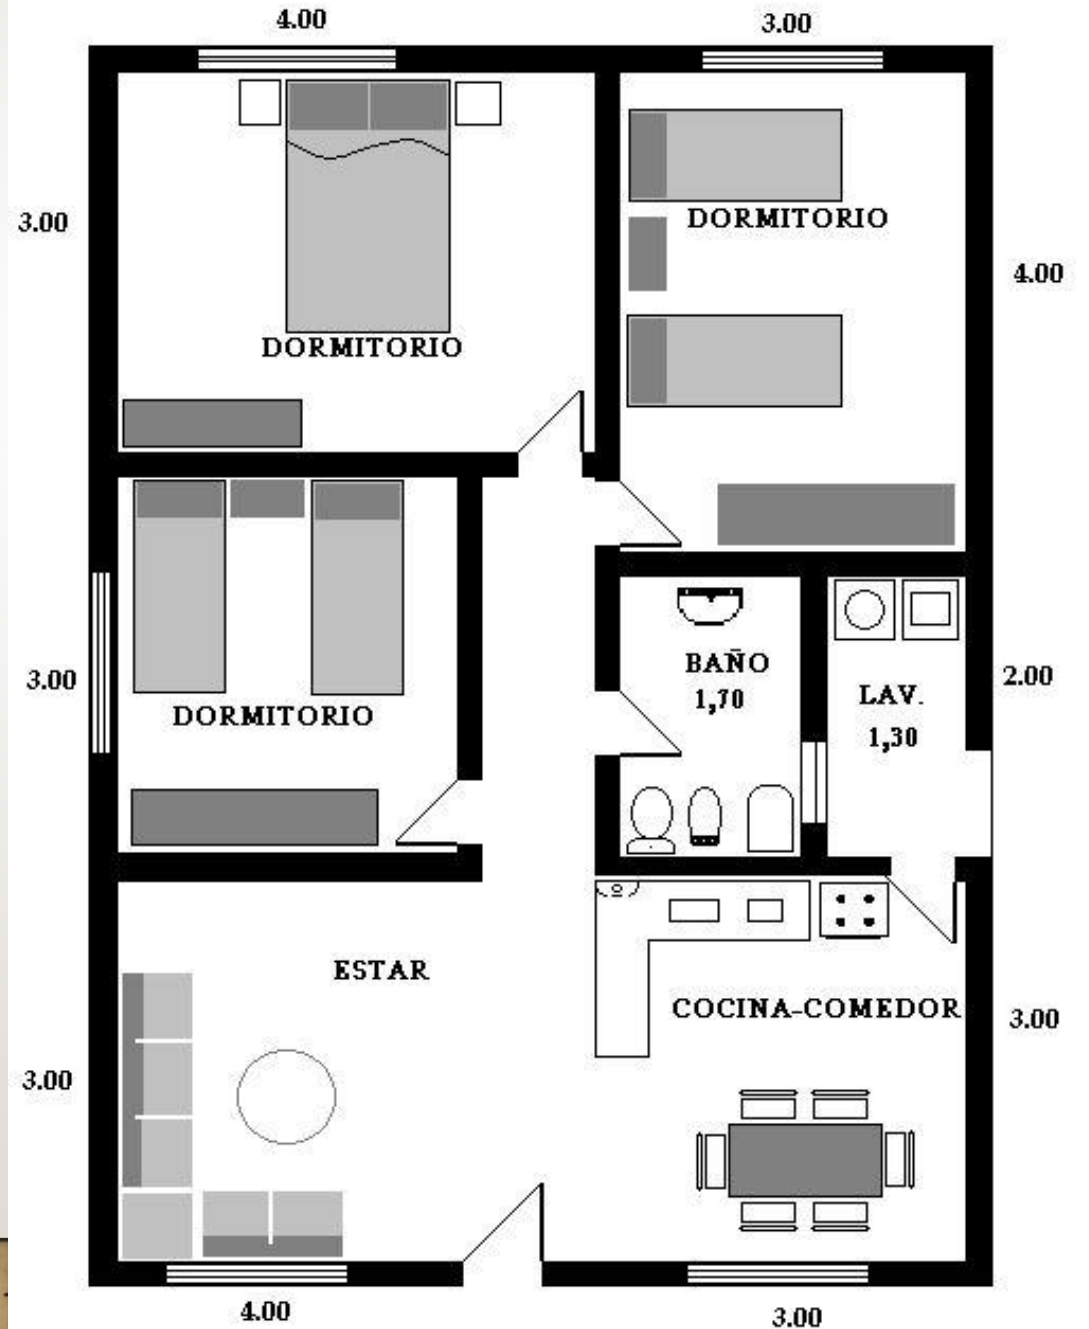 4.00
3.00
3.00
DORMITORIO
4.00
DORMITORIO
3.00
DORMITORIO
BAÑO
1,70
LAV.
1,30
2.00
ESTAR
COCINA-COMEDOR
3.00
3.00
4.00
3.00